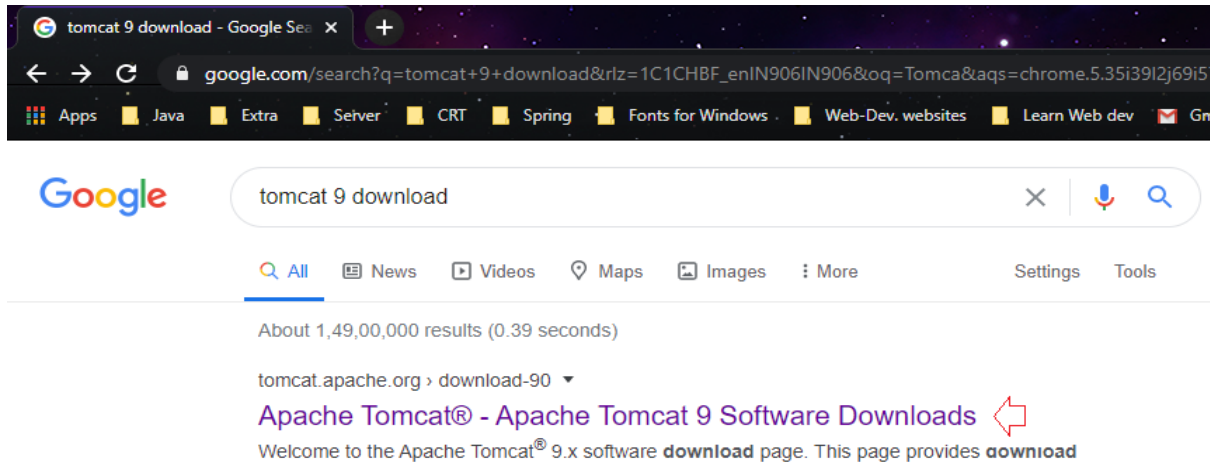 tomcat 9 download - Google Sea
google.com/search?q=tomcat+9+download&rlz=1C1CHBF_enIN906IN906&oq=Tomca&aqs=chrome.5.35i39l2j69i5
Apps Java Extra Server CRT Spring Fonts for Windows Web-Dev. websites Learn Web dev Gm
Google tomcat 9 download
All News Videos Maps Images More Settings Tools
About 1,49,00,000 results (0.39 seconds)
tomcat.apache.org › download-90
Apache Tomcat® - Apache Tomcat 9 Software Downloads
Welcome to the Apache Tomcat® 9.x software download page. This page provides download